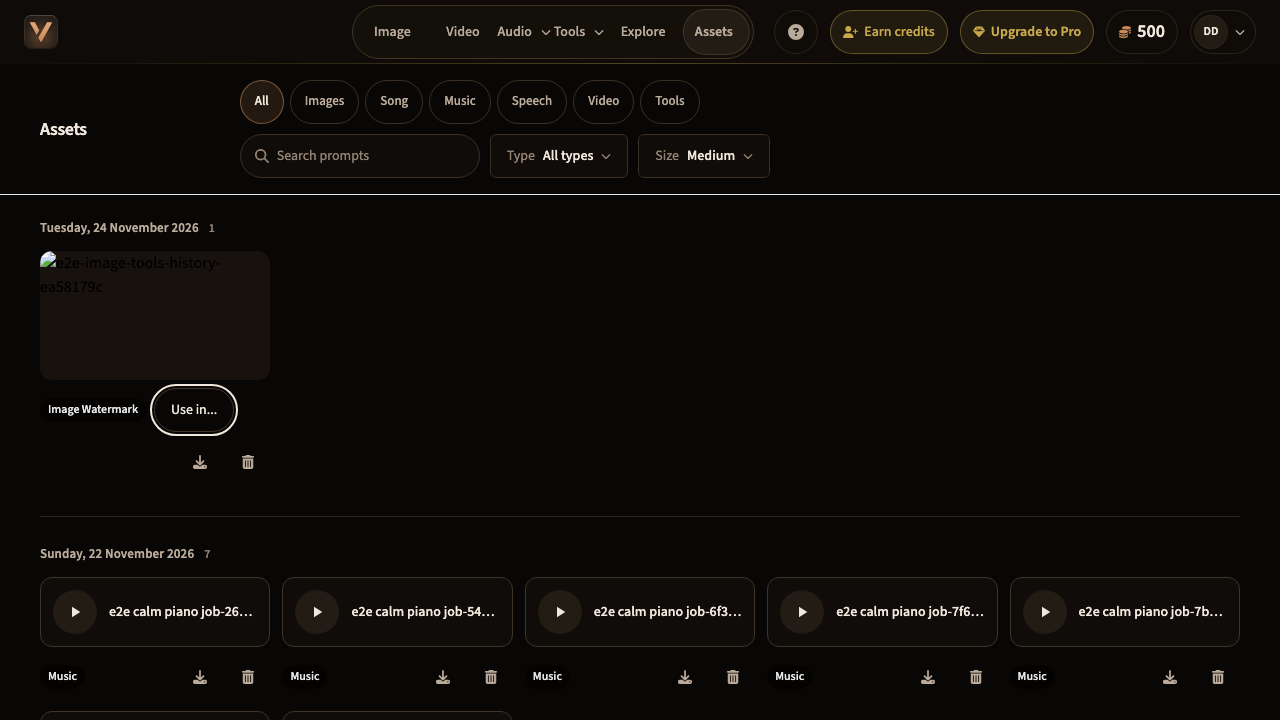 Image Video Audio Tools Explore Assets ? Earn credits Upgrade to Pro 500 DD
All Images Song Music Speech Video Tools
Assets
Search prompts Type All types Size Medium
Tuesday, 24 November 2026 1
e2e-image-tools-history-
ea58179c
Image Watermark Use in...
Sunday, 22 November 2026 7
e2e calm piano job-26... e2e calm piano job-54... e2e calm piano job-6f3... e2e calm piano job-7f6... e2e calm piano job-7b...
Music Music Music Music Music